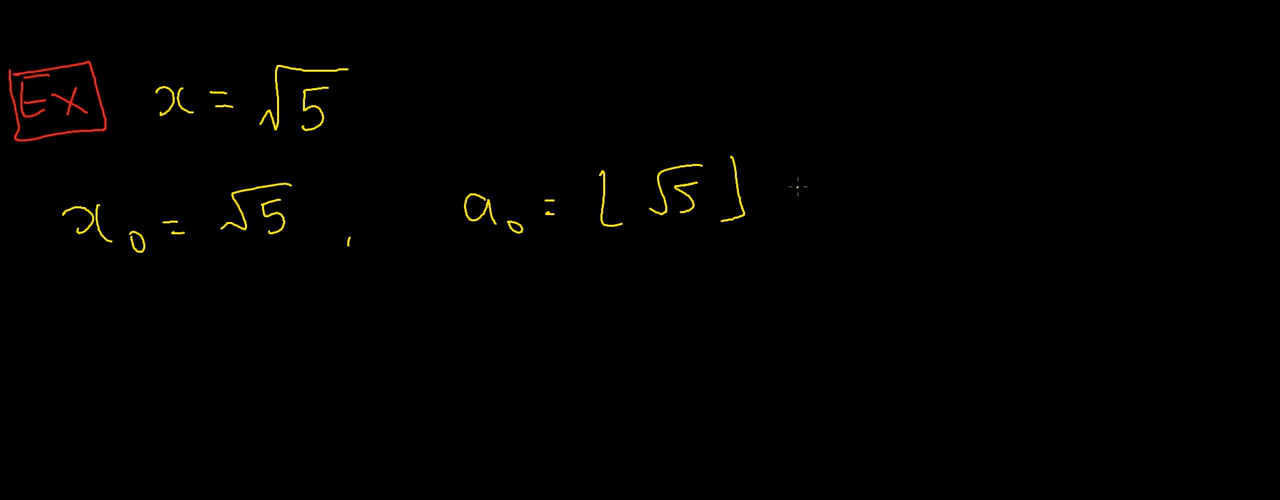 Ex x = √5
x₀ = √5 , a₀ = ⌊√5⌋